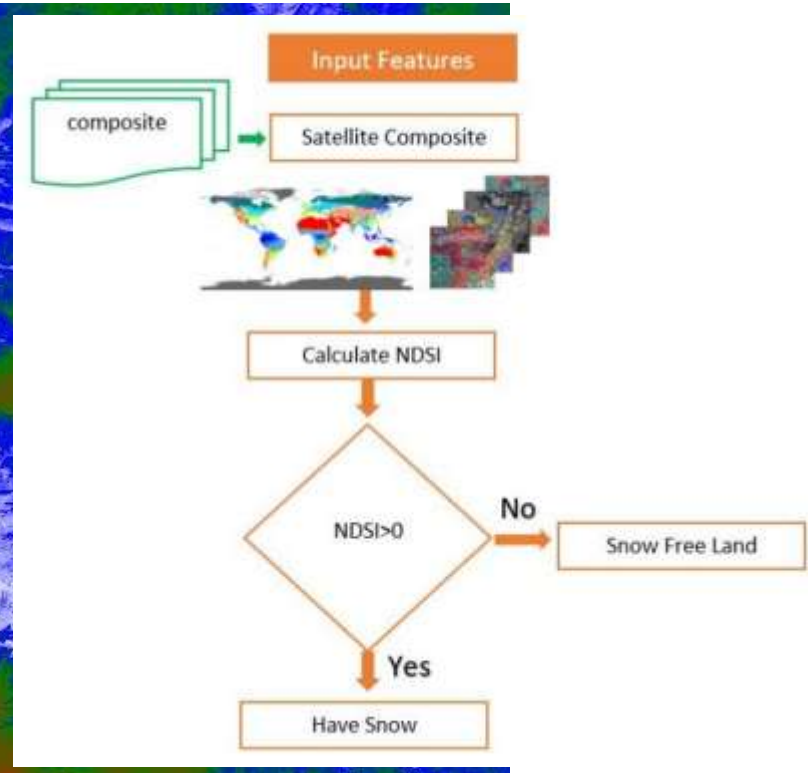 Input Features
composite
Satellite Composite
Calculate NDSI
NDSI>0
No
Snow Free Land
Yes
Have Snow